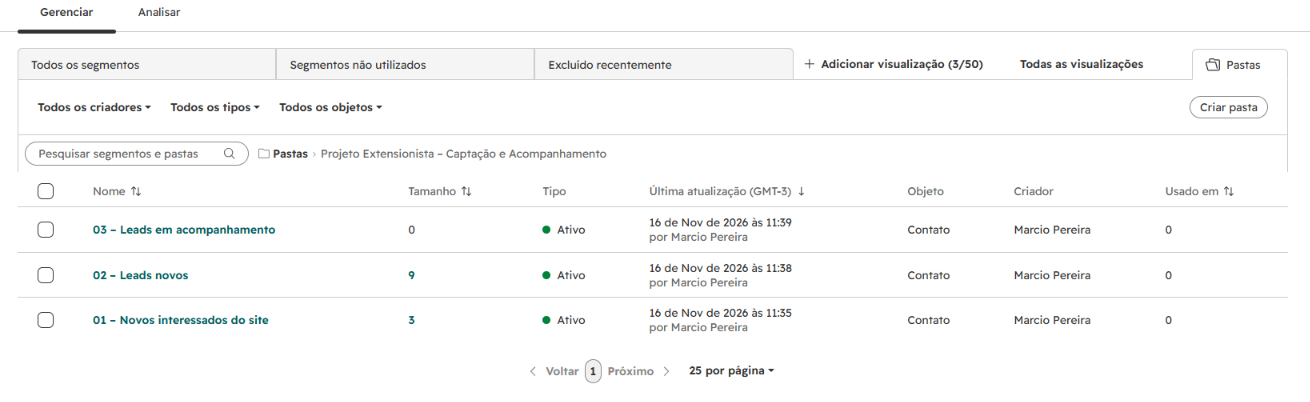 Gerenciar Analisar
Todos os segmentos Segmentos não utilizados Excluido recentemente + Adicionar visualização (3/50) Todas as visualizações Pastas
Todos os criadores Todos os tipos Todos os objetos Criar pasta
Pesquisar segmentos e pastas Pastas › Projeto Extensionista – Captação e Acompanhamento
Nome Tamanho Tipo Última atualização (GMT-3) Objeto Criador Usado em
03 – Leads em acompanhamento 0 Ativo 16 de Nov de 2026 às 11:39 Contato Marcio Pereira 0
por Marcio Pereira
02 – Leads novos 9 Ativo 16 de Nov de 2026 às 11:38 Contato Marcio Pereira 0
por Marcio Pereira
01 – Novos interessados do site 3 Ativo 16 de Nov de 2026 às 11:35 Contato Marcio Pereira 0
por Marcio Pereira
Voltar 1 Próximo 25 por página